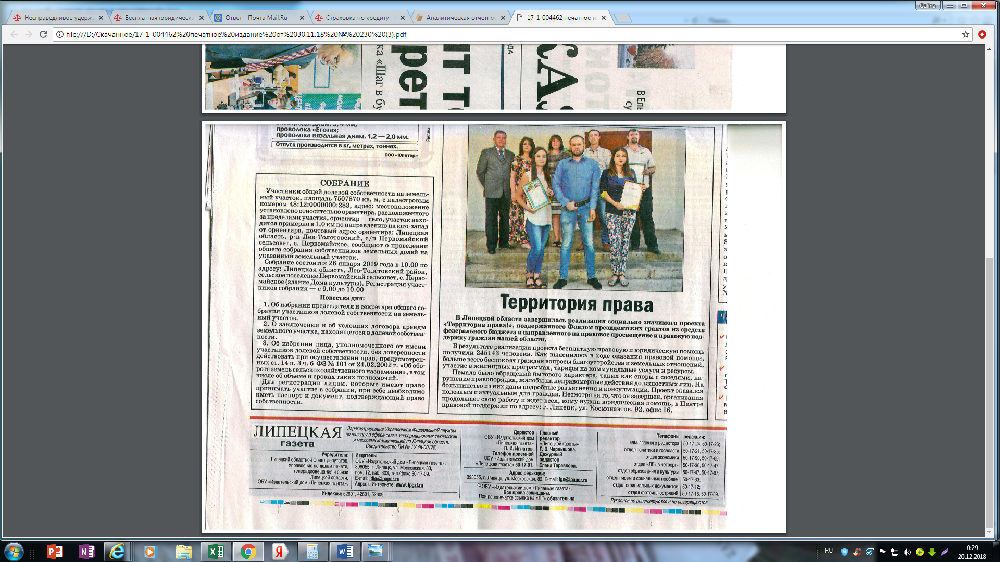 Galina
Несправедливое удерж
Бесплатная юридическа
Ответ - Почта Mail.Ru
Страховка по кредиту -
Аналитическая отчётнос
17-1-004462 печатное и
file:///D:/Скачанное/17-1-004462%20печатное%20издание%20от%2030.11.18%20№%20230%20(3).pdf
ка «Шаг в бу
рет
В Ель
проволока «Егоза»;
проволока вязальная диам. 1,2 — 2,0 мм.
Отпуск производится в кг, метрах, тоннах.
ООО «Юпитер»
Реклама
СОБРАНИЕ
Участники общей долевой собственности на земель-
ный участок, площадь 7507870 кв. м, с кадастровым
номером 48:12:0000000:283, адрес: местоположение
установлено относительно ориентира, расположенного
за пределами участка, ориентир — село, участок нахо-
дится примерно в 1,0 км по направлению на юго-запад
от ориентира, почтовый адрес ориентира: Липецкая
область, р-н Лев-Толстовский, с/п Первомайский
сельсовет, с. Первомайское, сообщают о проведении
общего собрания собственников земельных долей на
указанный земельный участок.
Собрание состоится 26 января 2019 года в 10.00 по
адресу: Липецкая область, Лев-Толстовский район,
сельское поселение Первомайский сельсовет, с. Перво-
майское (здание Дома культуры). Регистрация участ-
ников собрания — с 9.00 до 10.00
Повестка дня:
1. Об избрании председателя и секретаря общего со-
брания участников долевой собственности на земель-
ный участок.
2. О заключении и об условиях договора аренды
земельного участка, находящегося в долевой собствен-
ности.
3. Об избрании лица, уполномоченного от имени
участников долевой собственности, без доверенности
действовать при осуществлении прав, предусмотрен-
ных ст. 14 п. 3 ч. 6 ФЗ № 101 от 24.02.2002 г. «Об обо-
роте земель сельскохозяйственного назначения», в том
числе об объеме и сроках таких полномочий.
Для регистрации лицам, которые имеют право
принимать участие в собрании, при себе необходимо
иметь паспорт и документ, подтверждающий право
собственности.
Территория права
В Липецкой области завершилась реализация социально значимого проекта
«Территория права!», поддержанного Фондом президентских грантов из средств
федерального бюджета и направленного на правовое просвещение и правовую под-
держку граждан нашей области.
В результате реализации проекта бесплатную правовую и юридическую помощь
получили 245143 человека. Как выяснилось в ходе оказания правовой помощи,
больше всего беспокоят граждан вопросы благоустройства и земельных отношений,
участие в жилищных программах, тарифы на коммунальные услуги и ресурсы.
Немало было обращений бытового характера, таких как споры с соседями, на-
рушение правопорядка, жалобы на неправомерные действия должностных лиц. На
большинство из них даны подробные разъяснения и консультации. Проект оказался
полезным и актуальным для граждан. Несмотря на то, что он завершен, организация
продолжает свою работу и ждет всех, кому нужна юридическая помощь, в Центре
правовой поддержки по адресу: г. Липецк, ул. Космонавтов, 92, офис 16.
ЛИПЕЦКАЯ
газета
Зарегистрирована Управлением Федеральной службы
по надзору в сфере связи, информационных технологий
и массовых коммуникаций по Липецкой области.
Свидетельство ПИ № ТУ 48-00175.
Учредители:
Липецкий областной Совет депутатов,
Управление по делам печати,
телерадиовещания и связи
Липецкой области,
ОБУ «Издательский дом «Липецкая газета».
Издатель:
ОБУ «Издательский дом «Липецкая газета»,
398055, г. Липецк, ул. Московская, 83,
пом. 12, каб. 303, тел./факс 50-17-09.
E-mail: idlg@lpaper.ru
Адрес в Интернете: www. lpgzt.ru
Индексы: 52601, 42601, 52609.
Директор
ОБУ «Издательский дом
«Липецкая газета»
П. И. Игнатов.
Телефон приемной
ОБУ «Издательский дом
«Липецкая газета» 50-17-01.
Главный
редактор
«Липецкой газеты»
Г. В. Чернышова.
Дежурный
редактор
Елена Таравкова.
Адрес редакции:
398055, г. Липецк, ул. Московская, 83. E-mail: lgs@lpaper.ru
© ОБУ «Издательский дом «Липецкая газета».
Все права защищены.
При перепечатке ссылка на «ЛГ» обязательна
Телефоны редакции:
зам. главного редактора 50-17-24, 50-17-26;
отдел политики и госвласти 50-17-21, 50-17-35;
отдел экономики 50-17-90, 50-17-69;
отдел «ЛГ в четверг» 50-17-36, 50-17-47;
отдел образования и культуры 50-17-47, 50-17-67;
отдел писем и социальных проблем 50-17-33;
отдел официальных документов 50-17-12;
отдел фотоиллюстраций 50-17-15, 50-17-89.
Рукописи не рецензируются и не возвращаются.
RU
0:29
20.12.2018